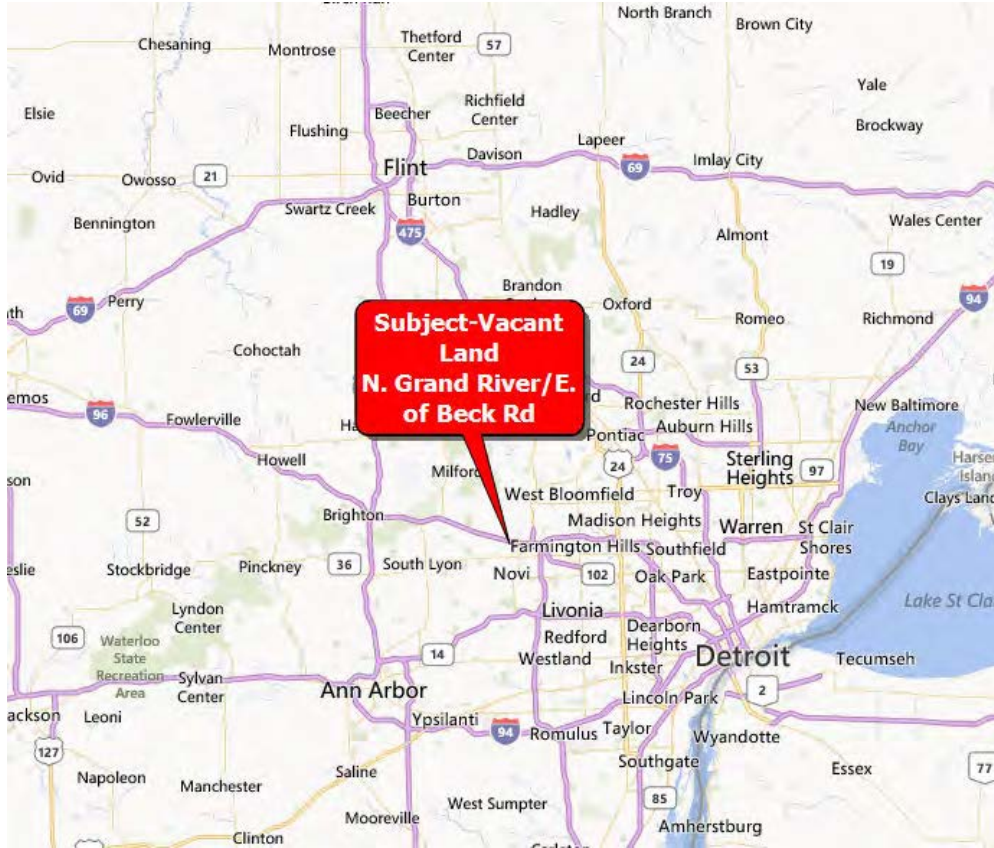 North Branch
Brown City
Chesaning
Montrose
Thetford
Center
57
Richfield
Center
Yale
Elsie
Beecher
Flushing
Brockway
Lapeer
Flint
Davison
69
Imlay City
Ovid
Owosso
21
Swartz Creek
Burton
Hadley
Bennington
475
Almont
Wales Center
19
Brandon
69
Perry
Oxford
94
Romeo
Richmond
Subject-Vacant
Land
N. Grand River/E.
of Beck Rd
Cohoctah
24
53
96
Fowlerville
Rochester Hills
New Baltimore
Auburn Hills
Anchor
Bay
Pontiac
Howell
Milford
24
75
Sterling
Heights
97
West Bloomfield
Troy
Brighton
52
Madison Heights
Warren
St Clair
Shores
Farmington Hills
Southfield
Stockbridge
Pinckney
36
South Lyon
Novi
102
Oak Park
Eastpointe
Lyndon
Center
Livonia
Hamtramck
106
Waterloo
State
Recreation
Area
Redford
Dearborn
Heights
14
Westland
Inkster
Detroit
Tecumseh
Sylvan
Center
Ann Arbor
Lincoln Park
2
Leoni
Ypsilanti
94
Romulus
Taylor
Wyandotte
127
Southgate
Essex
77
Napoleon
Manchester
Saline
West Sumpter
85
Mooreville
Amherstburg
Clinton